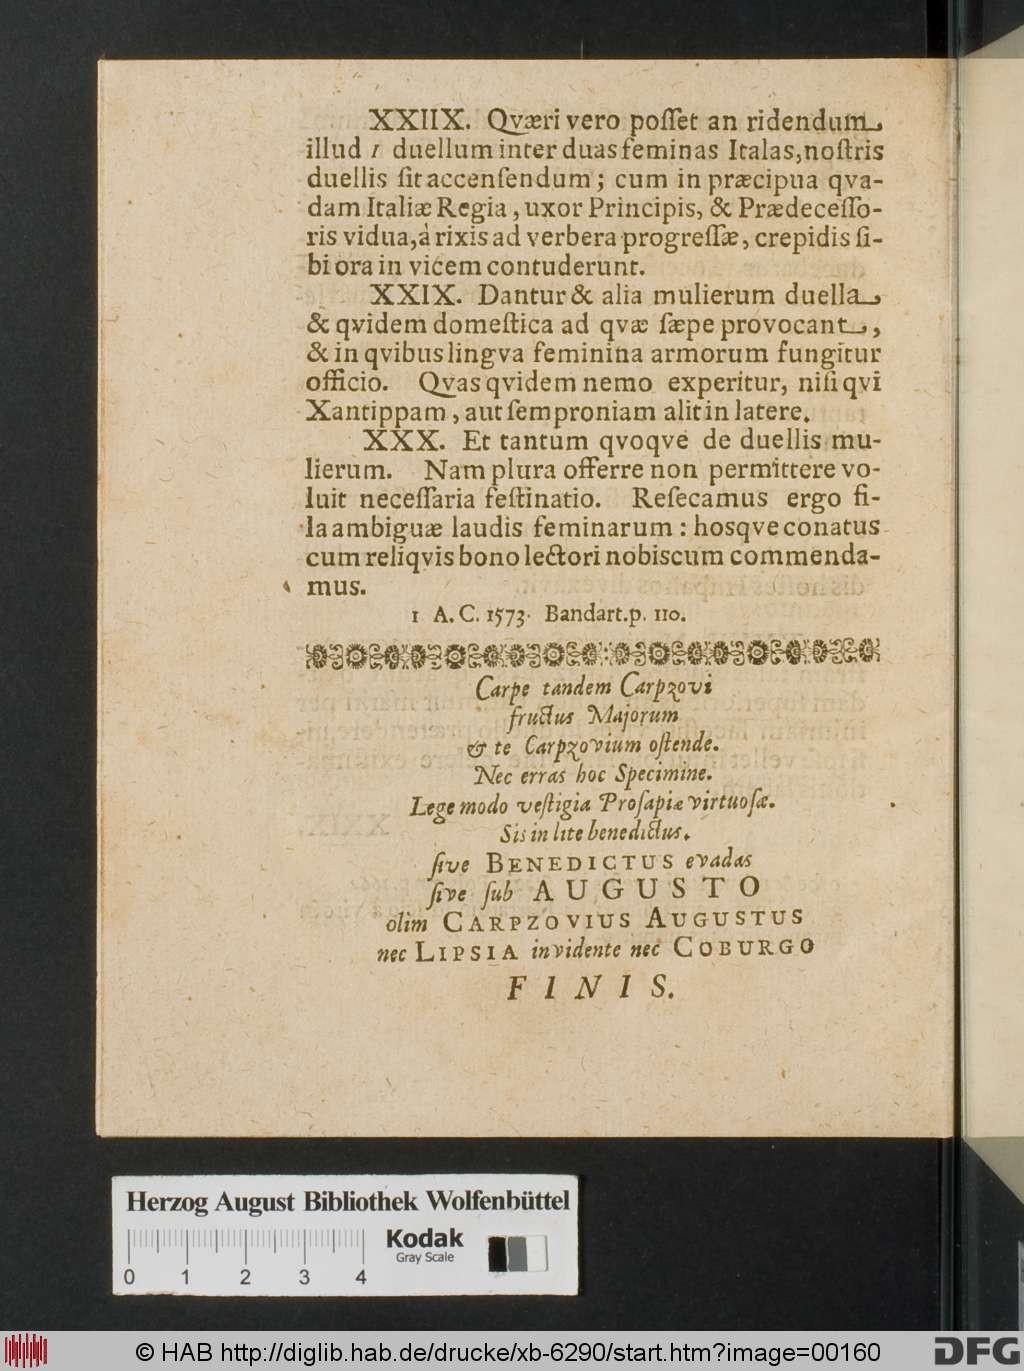 XXIIX. Qværi vero poſſet an ridendum
illud 1 duellum inter duas feminas Italas, noſtris
duellis ſit accenſendum; cum in præcipua qva-
dam Italiæ Regia, uxor Principis, & Prædeceſſo-
ris vidua, à rixis ad verbera progreſſæ, crepidis ſi-
bi ora in vicem contuderunt.
XXIX. Dantur & alia mulierum duella
& qvidem domeſtica ad qvæ ſæpe provocant,
& in qvibus lingva feminina armorum fungitur
officio. Qvas qvidem nemo experitur, niſi qvi
Xantippam, aut ſemproniam alit in latere.
XXX. Et tantum qvoqve de duellis mu-
lierum. Nam plura offerre non permittere vo-
luit neceſſaria feſtinatio. Reſecamus ergo fi-
la ambiguæ laudis feminarum: hosqve conatus
cum reliqvis bono lectori nobiscum commenda-
mus.
1 A. C. 1573. Bandart. p. 110.
Carpe tandem Carpzovi
fructus Majorum
& te Carpzovium oſtende.
Nec erras hoc Specimine.
Lege modo veſtigia Proſapiæ virtuoſæ.
Sis in lite benedictus.
ſive BENEDICTUS evadas
ſive ſub AUGUSTO
olim CARPZOVIUS AUGUSTUS
nec LIPSIA invidente nec COBURGO
FINIS.
Herzog August Bibliothek Wolfenbüttel
Kodak
Gray Scale
0 1 2 3 4
© HAB http://diglib.hab.de/drucke/xb-6290/start.htm?image=00160
DFG